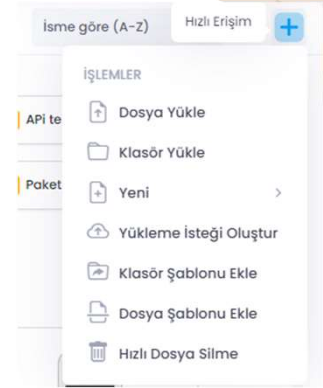 İsme göre (A-Z)
Hızlı Erişim
İŞLEMLER
APi te
Dosya Yükle
Klasör Yükle
Paket
Yeni
Yükleme İsteği Oluştur
Klasör Şablonu Ekle
Dosya Şablonu Ekle
Hızlı Dosya Silme